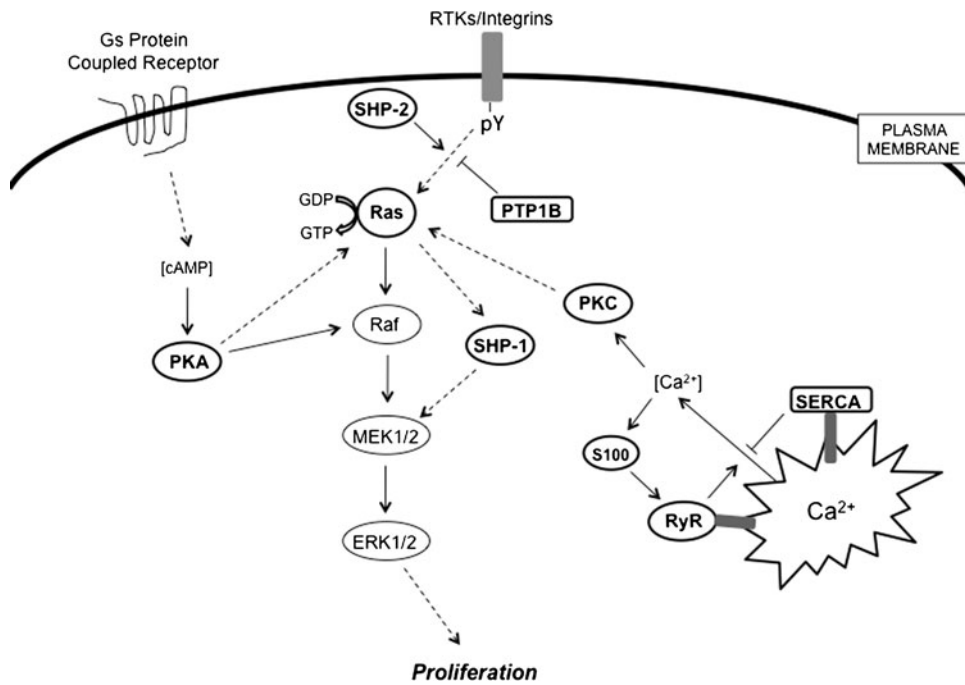 RTKs/Integrins
Gs Protein
Coupled Receptor
SHP-2
pY
PLASMA
MEMBRANE
PTP1B
GDP
GTP
Ras
[cAMP]
PKC
Raf
SHP-1
PKA
[Ca²⁺]
SERCA
MEK1/2
S100
RyR
Ca²⁺
ERK1/2
Proliferation